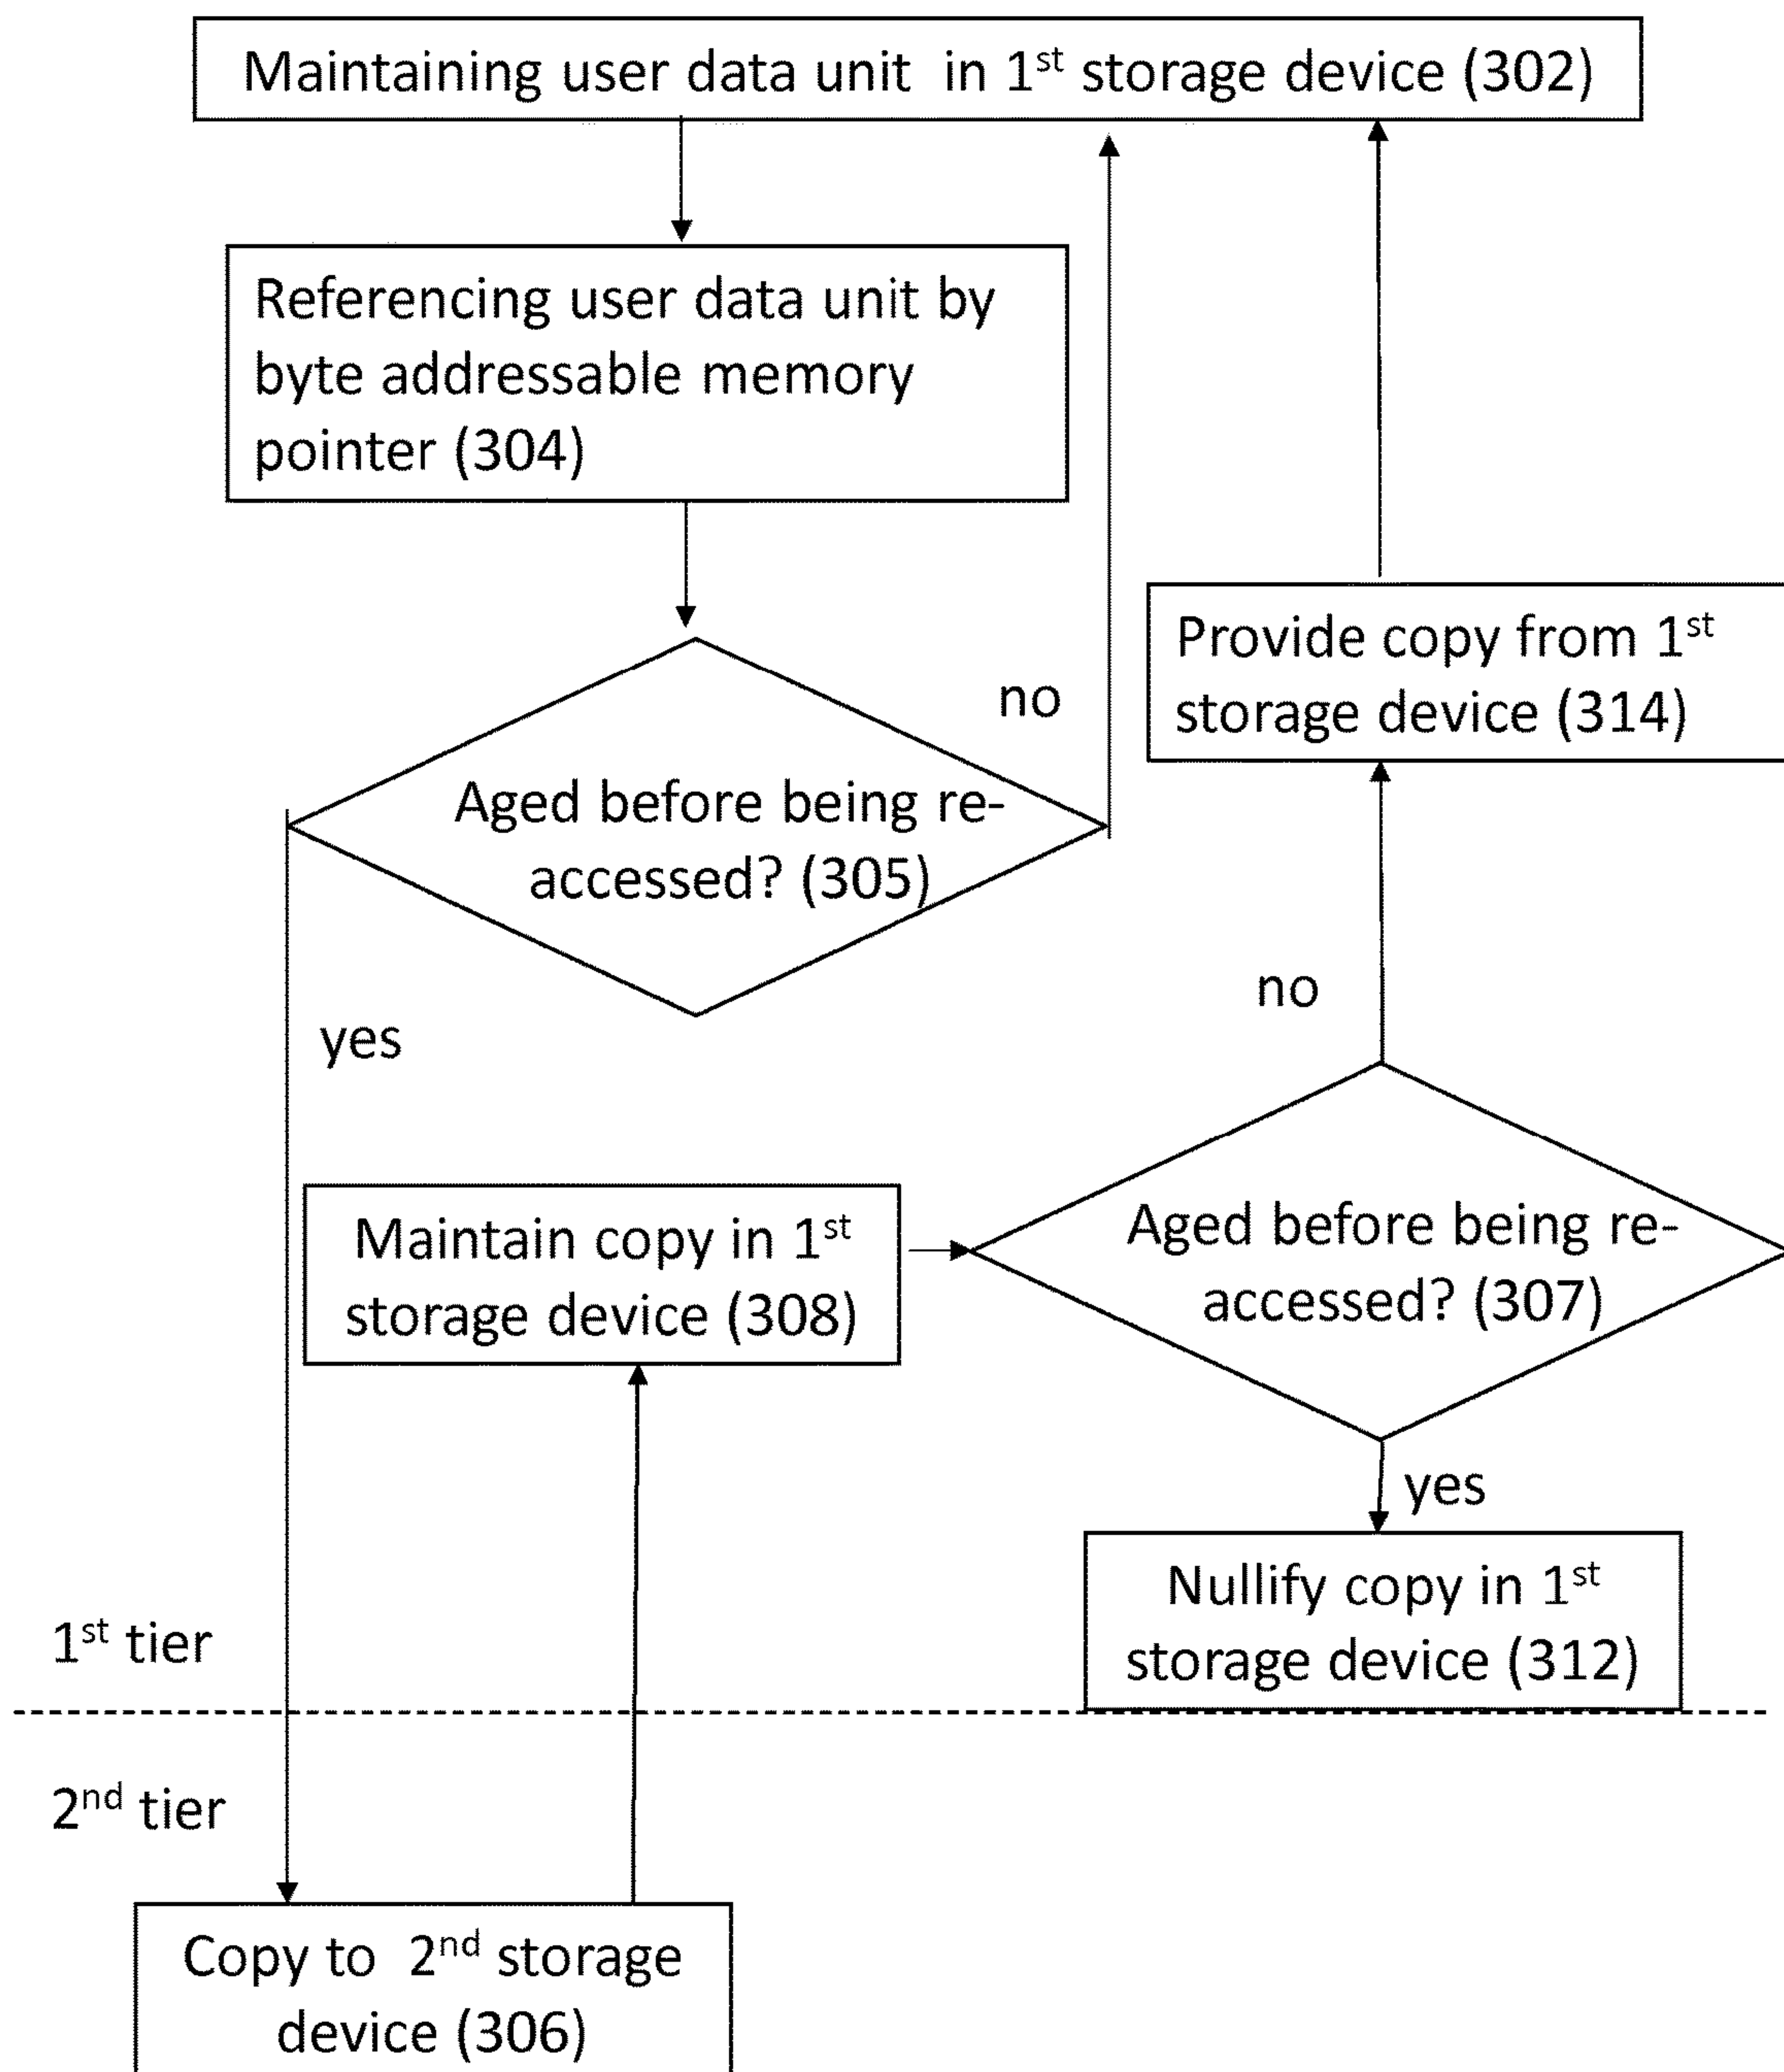 Maintaining user data unit in 1st storage device (302)
Referencing user data unit by
byte addressable memory
pointer (304)
no
Provide copy from 1st
storage device (314)
Aged before being re-
accessed? (305)
no
yes
Maintain copy in 1st
storage device (308)
Aged before being re-
accessed? (307)
yes
Nullify copy in 1st
storage device (312)
1st tier
2nd tier
Copy to 2nd storage
device (306)